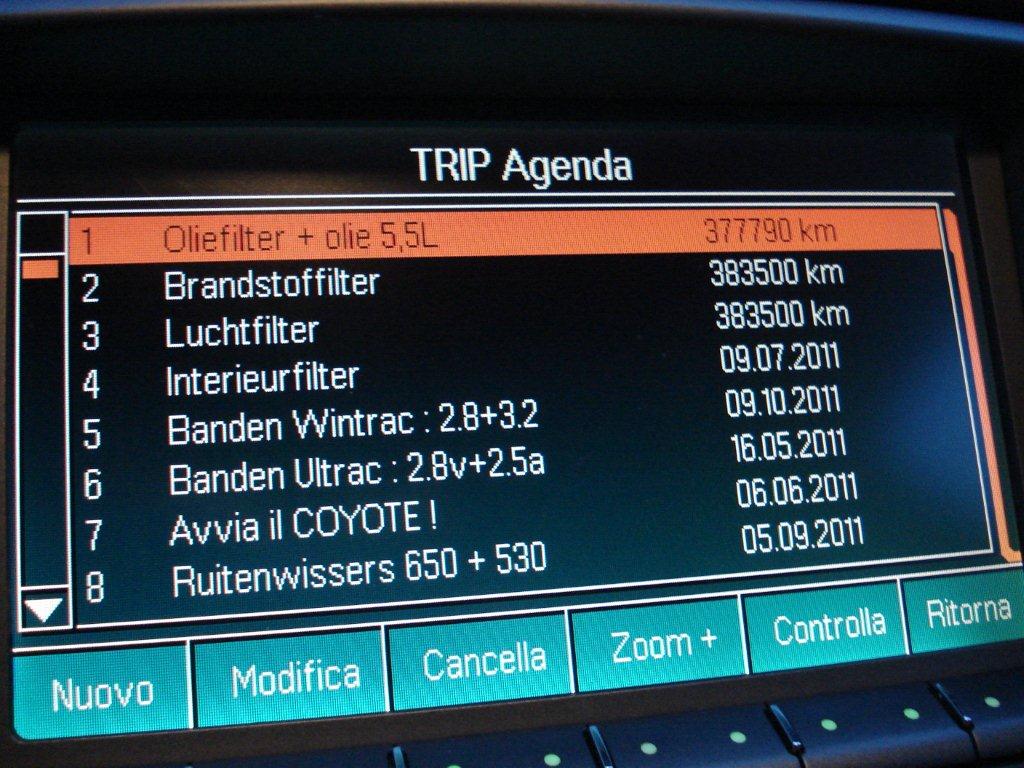 TRIP Agenda
1 Oliefilter + olie 5,5L 377790 km
2 Brandstoffilter 383500 km
3 Luchtfilter 383500 km
4 Interieurfilter 09.07.2011
5 Banden Wintrac : 2.8+3.2 09.10.2011
6 Banden Ultrac : 2.8v+2.5a 16.05.2011
7 Avvia il COYOTE ! 06.06.2011
8 Ruitenwissers 650 + 530 05.09.2011
Nuovo Modifica Cancella Zoom + Controlla Ritorna